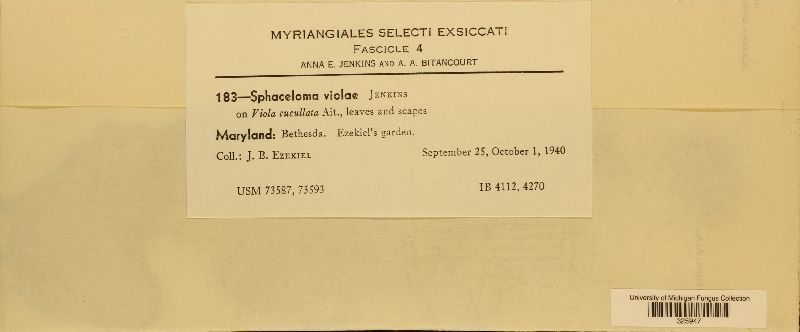 MYRIANGIALES SELECTI EXSICCATI
FASCICLE 4
ANNA E. JENKINS AND A. A. BITANCOURT
183—Sphaceloma violae JENKINS
on Viola cucullata Ait., leaves and scapes
Maryland: Bethesda. Ezekiel's garden.
Coll.: J. B. EZEKIEL September 25, October 1, 1940
USM 73587, 73593 IB 4112, 4270
University of Michigan Fungus Collection
325947